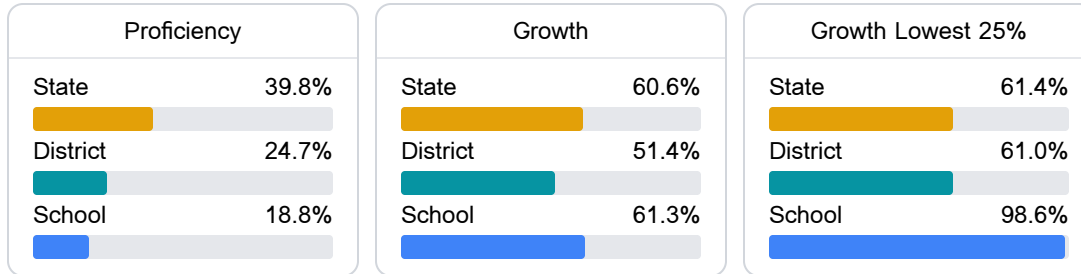 Proficiency
State 39.8%
District 24.7%
School 18.8%
Growth
State 60.6%
District 51.4%
School 61.3%
Growth Lowest 25%
State 61.4%
District 61.0%
School 98.6%